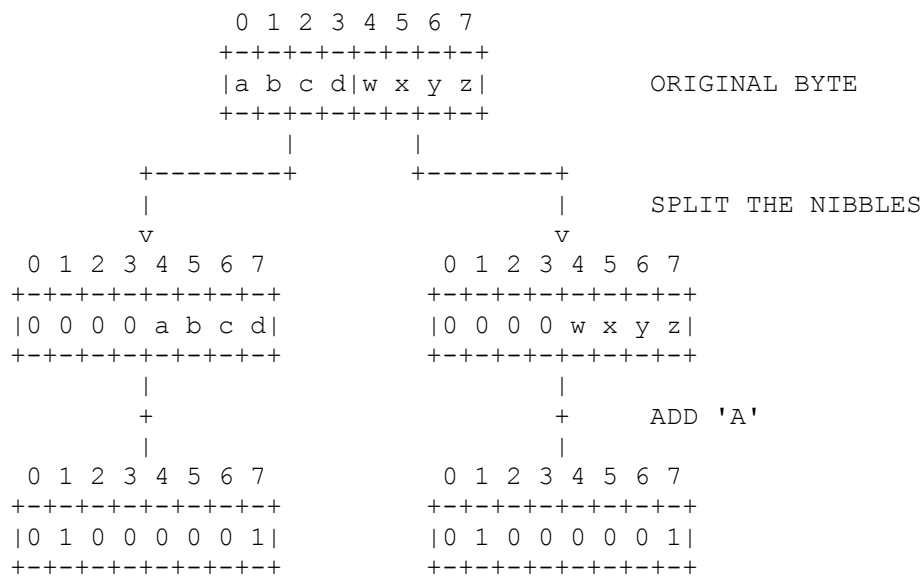 0 1 2 3 4 5 6 7
                +-+-+-+-+-+-+-+-+
                |a b c d|w x y z|          ORIGINAL BYTE
                +-+-+-+-+-+-+-+-+
                    |       |
           +--------+       +--------+
           |                         |     SPLIT THE NIBBLES
           v                         v
    0 1 2 3 4 5 6 7           0 1 2 3 4 5 6 7
   +-+-+-+-+-+-+-+-+         +-+-+-+-+-+-+-+-+
   |0 0 0 0 a b c d|         |0 0 0 0 w x y z|
   +-+-+-+-+-+-+-+-+         +-+-+-+-+-+-+-+-+
           |                         |
           +                         +     ADD 'A'
           |                         |
    0 1 2 3 4 5 6 7           0 1 2 3 4 5 6 7
   +-+-+-+-+-+-+-+-+         +-+-+-+-+-+-+-+-+
   |0 1 0 0 0 0 0 1|         |0 1 0 0 0 0 0 1|
   +-+-+-+-+-+-+-+-+         +-+-+-+-+-+-+-+-+